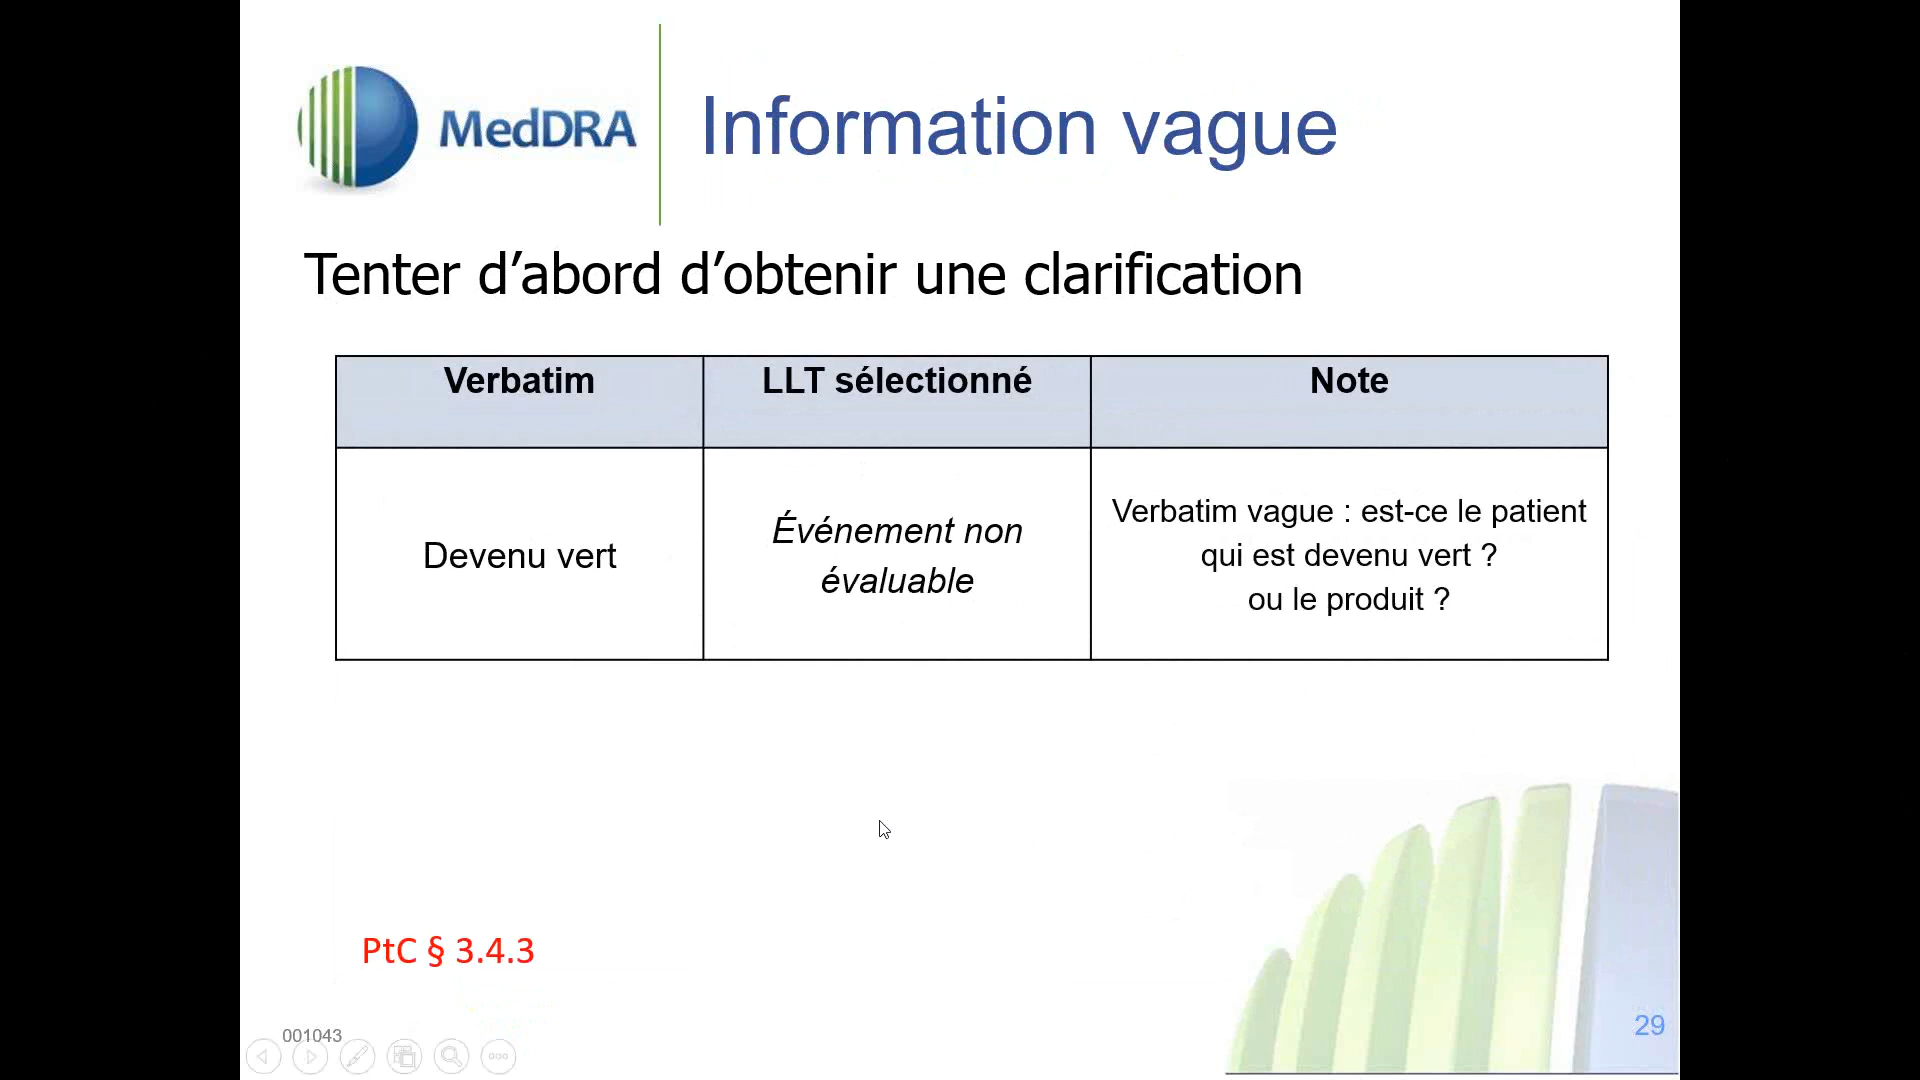 MedDRA
Information vague
Tenter d’abord d’obtenir une clarification
Verbatim
LLT sélectionné
Note
Devenu vert
Événement non
évaluable
Verbatim vague : est-ce le patient
qui est devenu vert ?
ou le produit ?
PtC § 3.4.3
001043
29